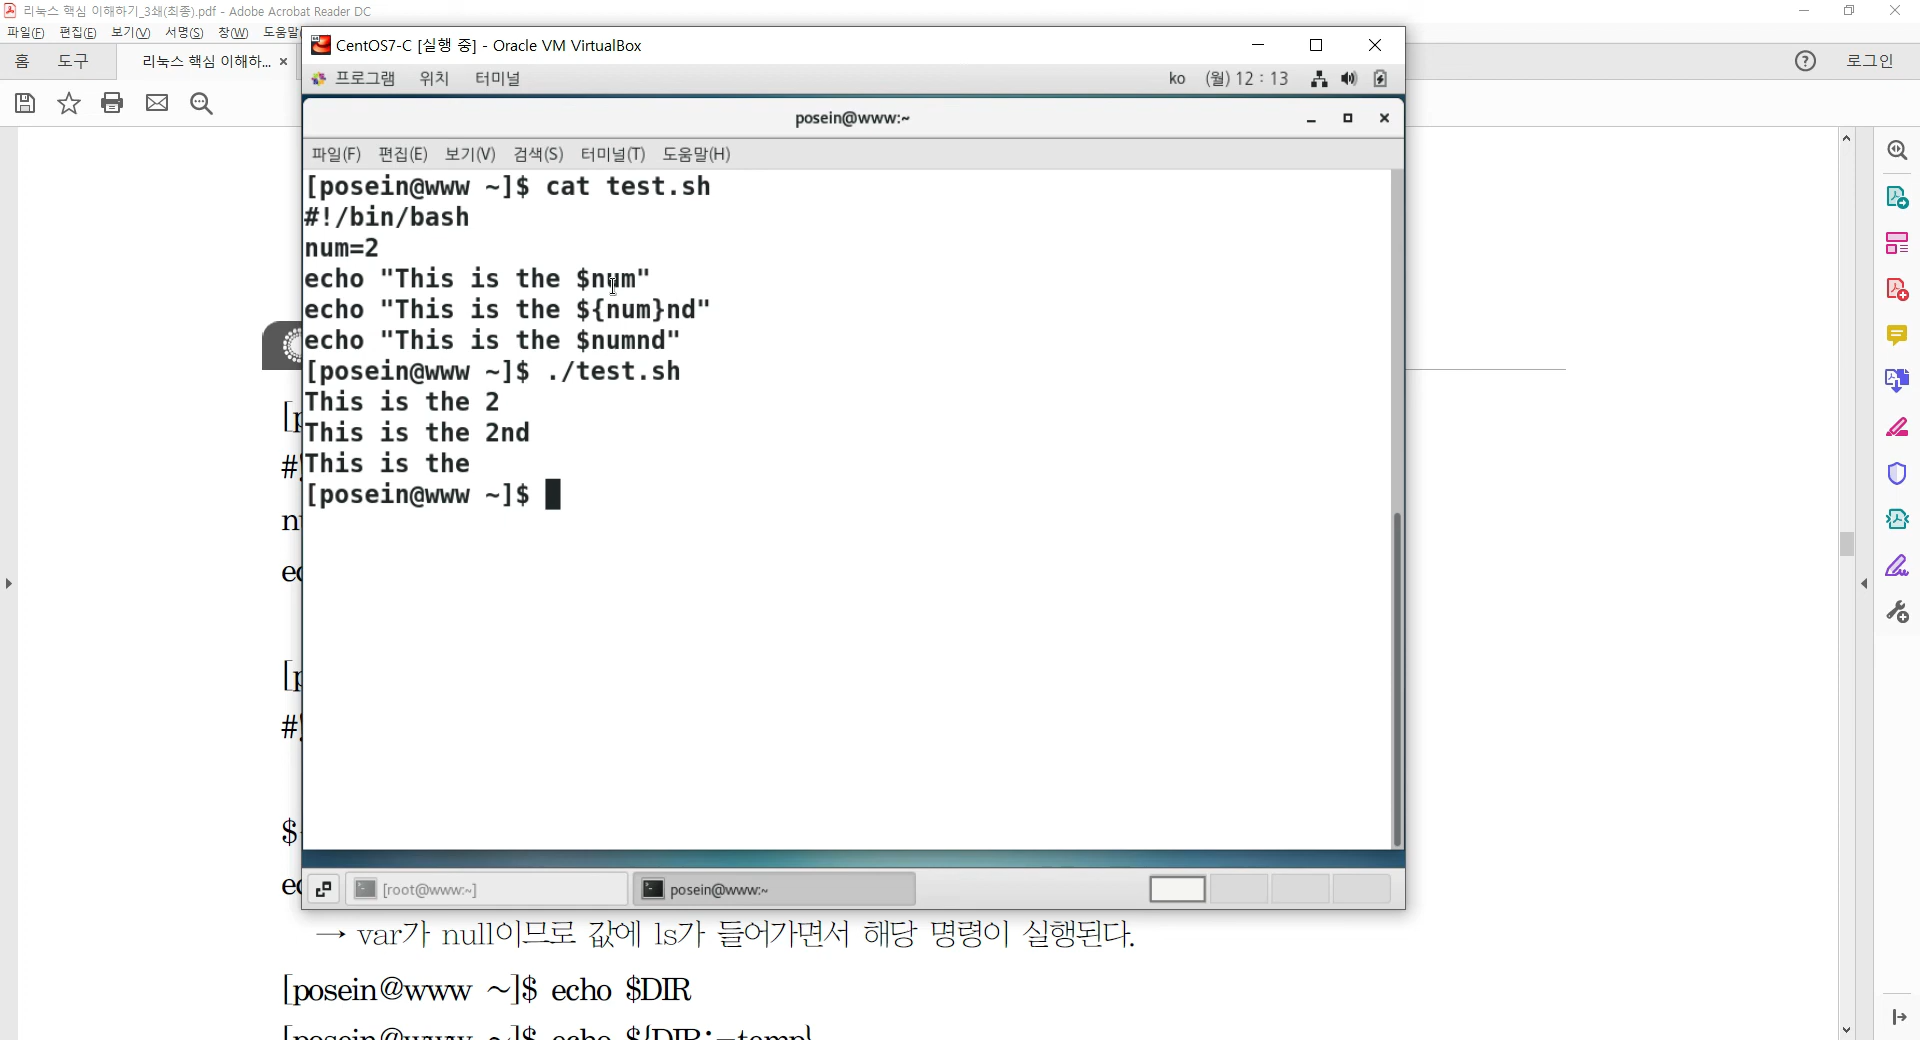 리눅스 핵심 이해하기_3쇄(최종).pdf - Adobe Acrobat Reader DC
파일(F) 편집(E) 보기(V) 서명(S) 창(W) 도움말
홈 도구 리눅스 핵심 이해하... × 로그인
CentOS7-C [실행 중] - Oracle VM VirtualBox
프로그램 위치 터미널 ko (월) 12 : 13
posein@www:~
파일(F) 편집(E) 보기(V) 검색(S) 터미널(T) 도움말(H)
[posein@www ~]$ cat test.sh
#!/bin/bash
num=2
echo "This is the $num"
echo "This is the ${num}nd"
echo "This is the $numnd"
[posein@www ~]$ ./test.sh
This is the 2
This is the 2nd
This is the
[posein@www ~]$
[root@www:~] posein@www:~
→ var가 null이므로 값에 ls가 들어가면서 해당 명령이 실행된다.
[posein@www ~]$ echo $DIR
[posein@www ~]$ echo ${DIR:=temp}